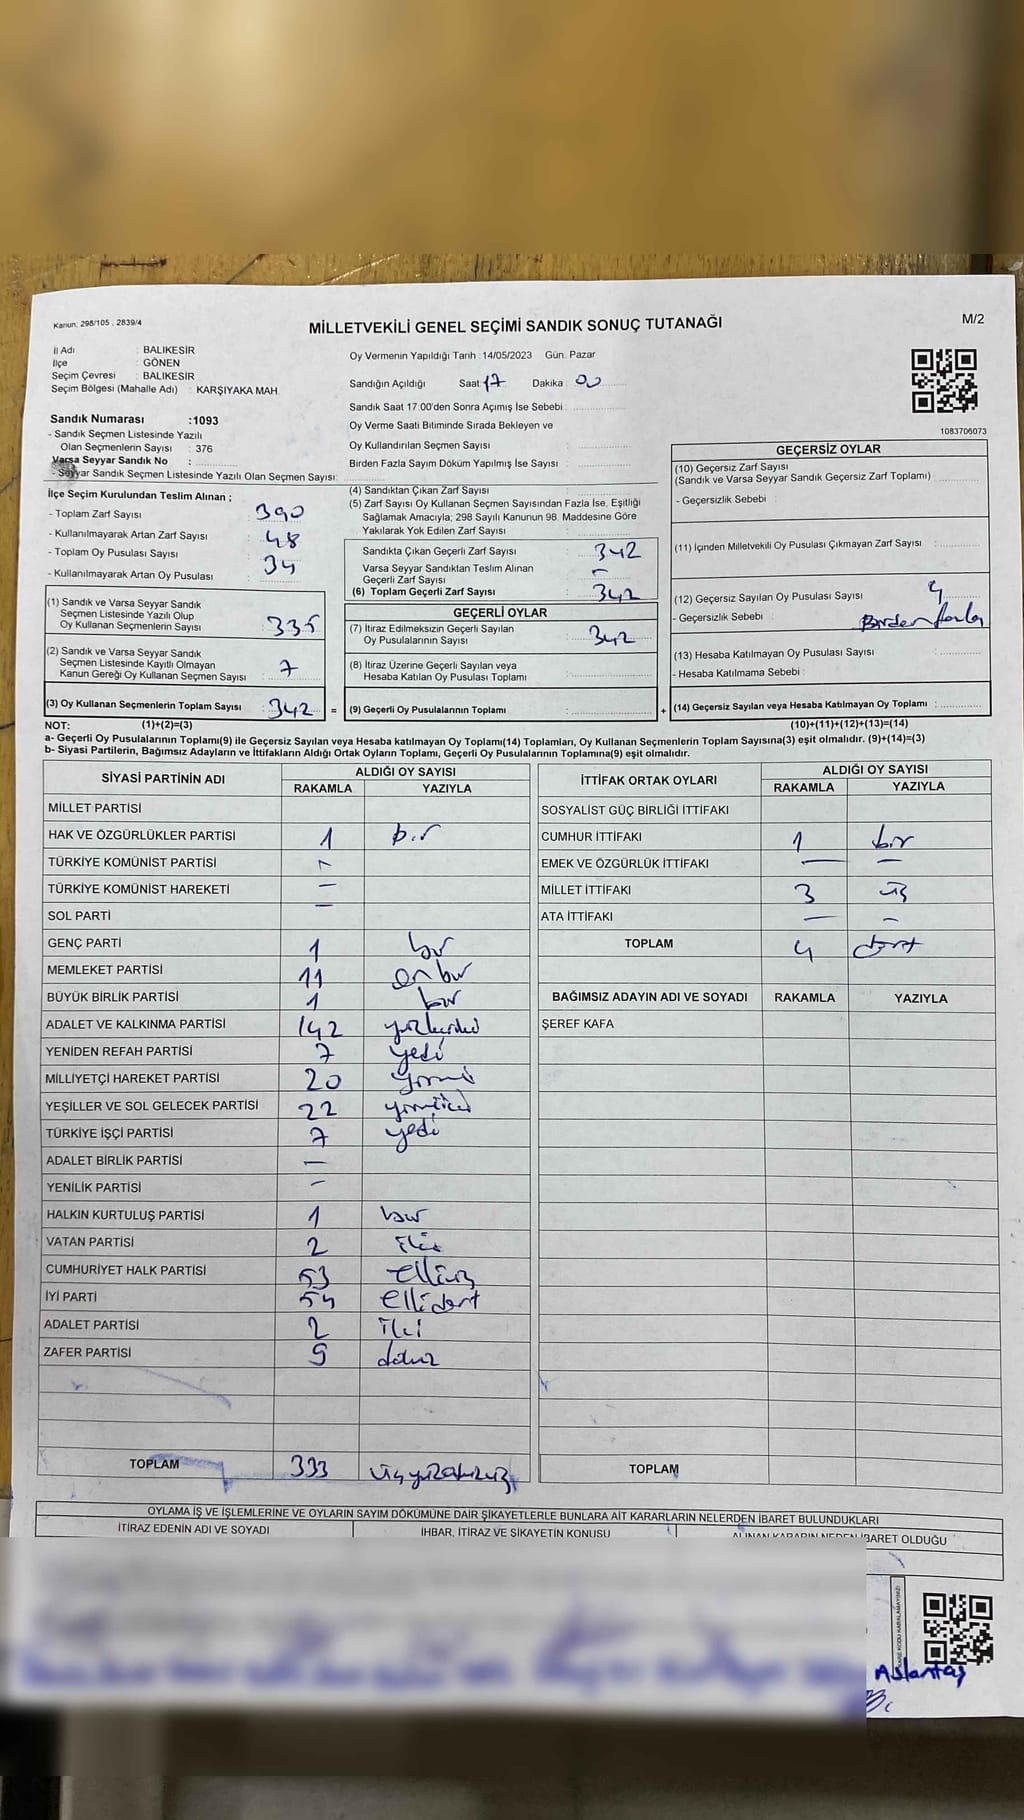 Kanun: 298/105 , 2839/4
MİLLETVEKİLİ GENEL SEÇİMİ SANDIK SONUÇ TUTANAĞI
M/2
İl Adı : BALIKESİR
İlçe : GÖNEN
Seçim Çevresi : BALIKESİR
Seçim Bölgesi (Mahalle Adı) : KARŞIYAKA MAH.
Oy Vermenin Yapıldığı Tarih : 14/05/2023 Gün. Pazar
Sandığın Açıldığı Saat 17 Dakika 00
Sandık Saat 17:00'den Sonra Açımış İse Sebebi :
Oy Verme Saati Bitiminde Sırada Bekleyen ve
Oy Kullandırılan Seçmen Sayısı :
Birden Fazla Sayım Döküm Yapılmış İse Sayısı :
1083706073
Sandık Numarası :1093
- Sandık Seçmen Listesinde Yazılı
Olan Seçmenlerin Sayısı : 376
Varsa Seyyar Sandık No :
- Seyyar Sandık Seçmen Listesinde Yazılı Olan Seçmen Sayısı:
İlçe Seçim Kurulundan Teslim Alınan ;
- Toplam Zarf Sayısı : 390
- Kullanılmayarak Artan Zarf Sayısı : 48
- Toplam Oy Pusulası Sayısı : 34
- Kullanılmayarak Artan Oy Pusulası :
(1) Sandık ve Varsa Seyyar Sandık
Seçmen Listesinde Yazılı Olup
Oy Kullanan Seçmenlerin Sayısı : 335
(2) Sandık ve Varsa Seyyar Sandık
Seçmen Listesinde Kayıtlı Olmayan
Kanun Gereği Oy Kullanan Seçmen Sayısı : 7
(3) Oy Kullanan Seçmenlerin Toplam Sayısı : 342 =
(4) Sandıktan Çıkan Zarf Sayısı :
(5) Zarf Sayısı Oy Kullanan Seçmen Sayısından Fazla İse, Eşitliği
Sağlamak Amacıyla; 298 Sayılı Kanunun 98. Maddesine Göre
Yakılarak Yok Edilen Zarf Sayısı :
Sandıkta Çıkan Geçerli Zarf Sayısı : 342
Varsa Seyyar Sandıktan Teslim Alınan
Geçerli Zarf Sayısı : –
(6) Toplam Geçerli Zarf Sayısı : 342
GEÇERLİ OYLAR
(7) İtiraz Edilmeksizin Geçerli Sayılan
Oy Pusulalarının Sayısı : 342
(8) İtiraz Üzerine Geçerli Sayılan veya
Hesaba Katılan Oy Pusulası Toplamı :
(9) Geçerli Oy Pusulalarının Toplamı : +
GEÇERSİZ OYLAR
(10) Geçersiz Zarf Sayısı
(Sandık ve Varsa Seyyar Sandık Geçersiz Zarf Toplamı) :
- Geçersizlik Sebebi :
(11) İçinden Milletvekili Oy Pusulası Çıkmayan Zarf Sayısı :
(12) Geçersiz Sayılan Oy Pusulası Sayısı : 9
- Geçersizlik Sebebi : Birden fazla
(13) Hesaba Katılmayan Oy Pusulası Sayısı :
- Hesaba Katılmama Sebebi :
(14) Geçersiz Sayılan veya Hesaba Katılmayan Oy Toplamı :
NOT: (1)+(2)=(3) (10)+(11)+(12)+(13)=(14)
a- Geçerli Oy Pusulalarının Toplamı(9) ile Geçersiz Sayılan veya Hesaba katılmayan Oy Toplamı(14) Toplamları, Oy Kullanan Seçmenlerin Toplam Sayısına(3) eşit olmalıdır. (9)+(14)=(3)
b- Siyasi Partilerin, Bağımsız Adayların ve İttifakların Aldığı Ortak Oyların Toplamı, Geçerli Oy Pusulalarının Toplamına(9) eşit olmalıdır.
SİYASİ PARTİNİN ADI ALDIĞI OY SAYISI
RAKAMLA YAZIYLA
MİLLET PARTİSİ
HAK VE ÖZGÜRLÜKLER PARTİSİ 1 bir
TÜRKİYE KOMÜNİST PARTİSİ –
TÜRKİYE KOMÜNİST HAREKETİ –
SOL PARTİ –
GENÇ PARTİ 1 bir
MEMLEKET PARTİSİ 11 on bir
BÜYÜK BİRLİK PARTİSİ 1 bir
ADALET VE KALKINMA PARTİSİ 142
YENİDEN REFAH PARTİSİ 7 yedi
MİLLİYETÇİ HAREKET PARTİSİ 20 yirmi
YEŞİLLER VE SOL GELECEK PARTİSİ 22 yirmiiki
TÜRKİYE İŞÇİ PARTİSİ 7 yedi
ADALET BİRLİK PARTİSİ –
YENİLİK PARTİSİ –
HALKIN KURTULUŞ PARTİSİ 1 bir
VATAN PARTİSİ 2 iki
CUMHURİYET HALK PARTİSİ 53 elliüç
İYİ PARTİ 54 ellidört
ADALET PARTİSİ 2 iki
ZAFER PARTİSİ 9 dokuz
TOPLAM 333
İTTİFAK ORTAK OYLARI ALDIĞI OY SAYISI
RAKAMLA YAZIYLA
SOSYALİST GÜÇ BİRLİĞİ İTTİFAKI
CUMHUR İTTİFAKI 1 bir
EMEK VE ÖZGÜRLÜK İTTİFAKI – –
MİLLET İTTİFAKI 3 üç
ATA İTTİFAKI – –
TOPLAM 4 dört
BAĞIMSIZ ADAYIN ADI VE SOYADI RAKAMLA YAZIYLA
ŞEREF KAFA
TOPLAM
OYLAMA İŞ VE İŞLEMLERİNE VE OYLARIN SAYIM DÖKÜMÜNE DAİR ŞİKAYETLERLE BUNLARA AİT KARARLARIN NELERDEN İBARET BULUNDUKLARI
İTİRAZ EDENİN ADI VE SOYADI İHBAR, İTİRAZ VE ŞİKAYETİN KONUSU ALINAN KARARIN NEDEN İBARET OLDUĞU
Aslantaş